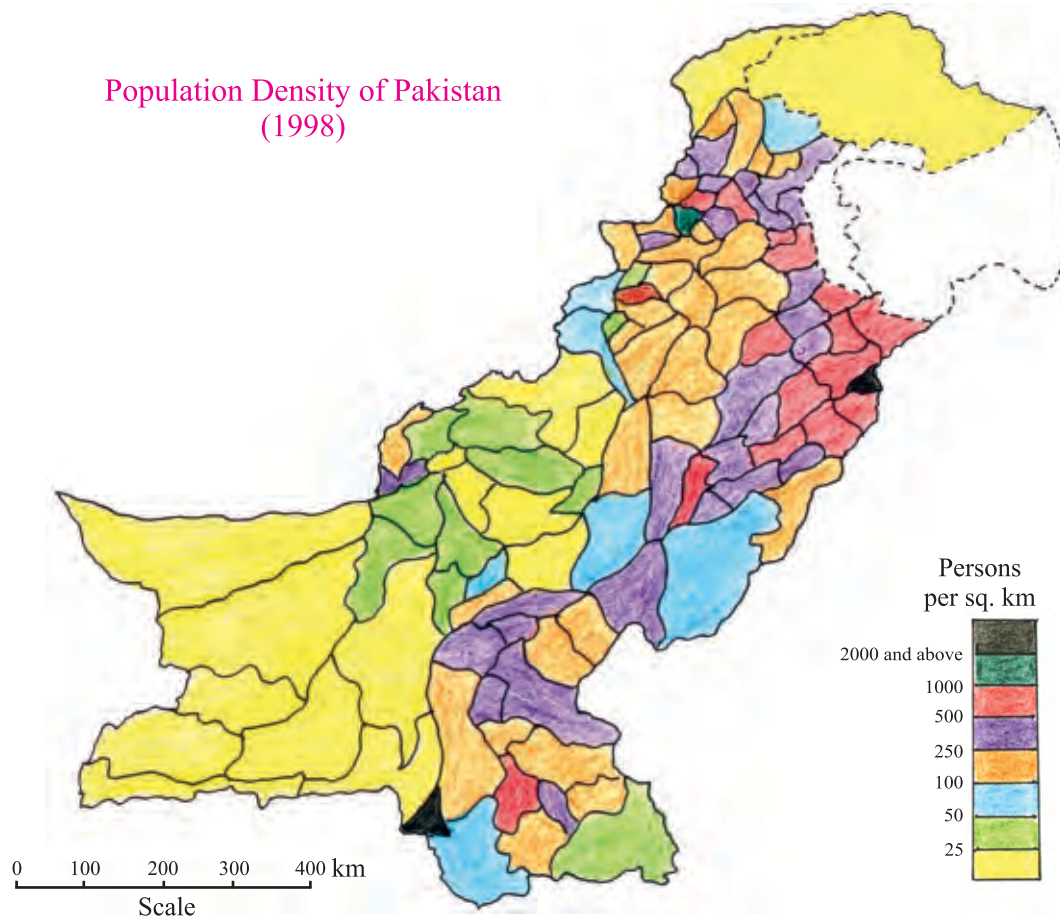 Population Density of Pakistan
(1998)
Persons
per sq. km
2000 and above
1000
500
250
100
50
25
0 100 200 300 400 km
Scale